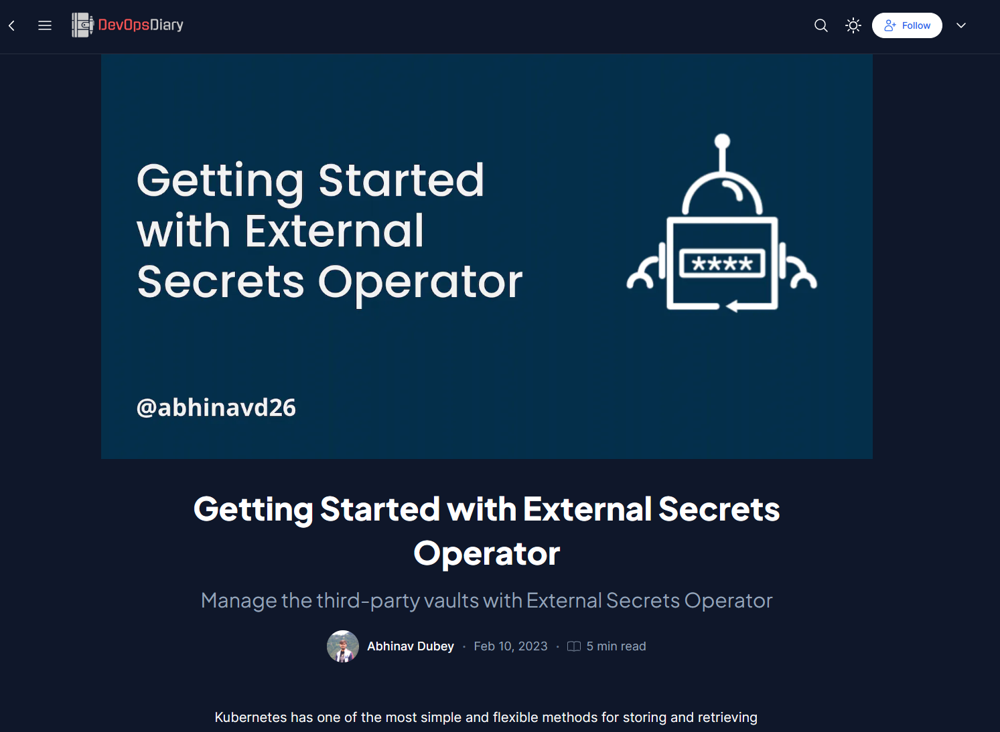 DevOpsDiary
Follow
Getting Started
with External
Secrets Operator
****
@abhinavd26
Getting Started with External Secrets
Operator
Manage the third-party vaults with External Secrets Operator
Abhinav Dubey · Feb 10, 2023 · 5 min read
Kubernetes has one of the most simple and flexible methods for storing and retrieving